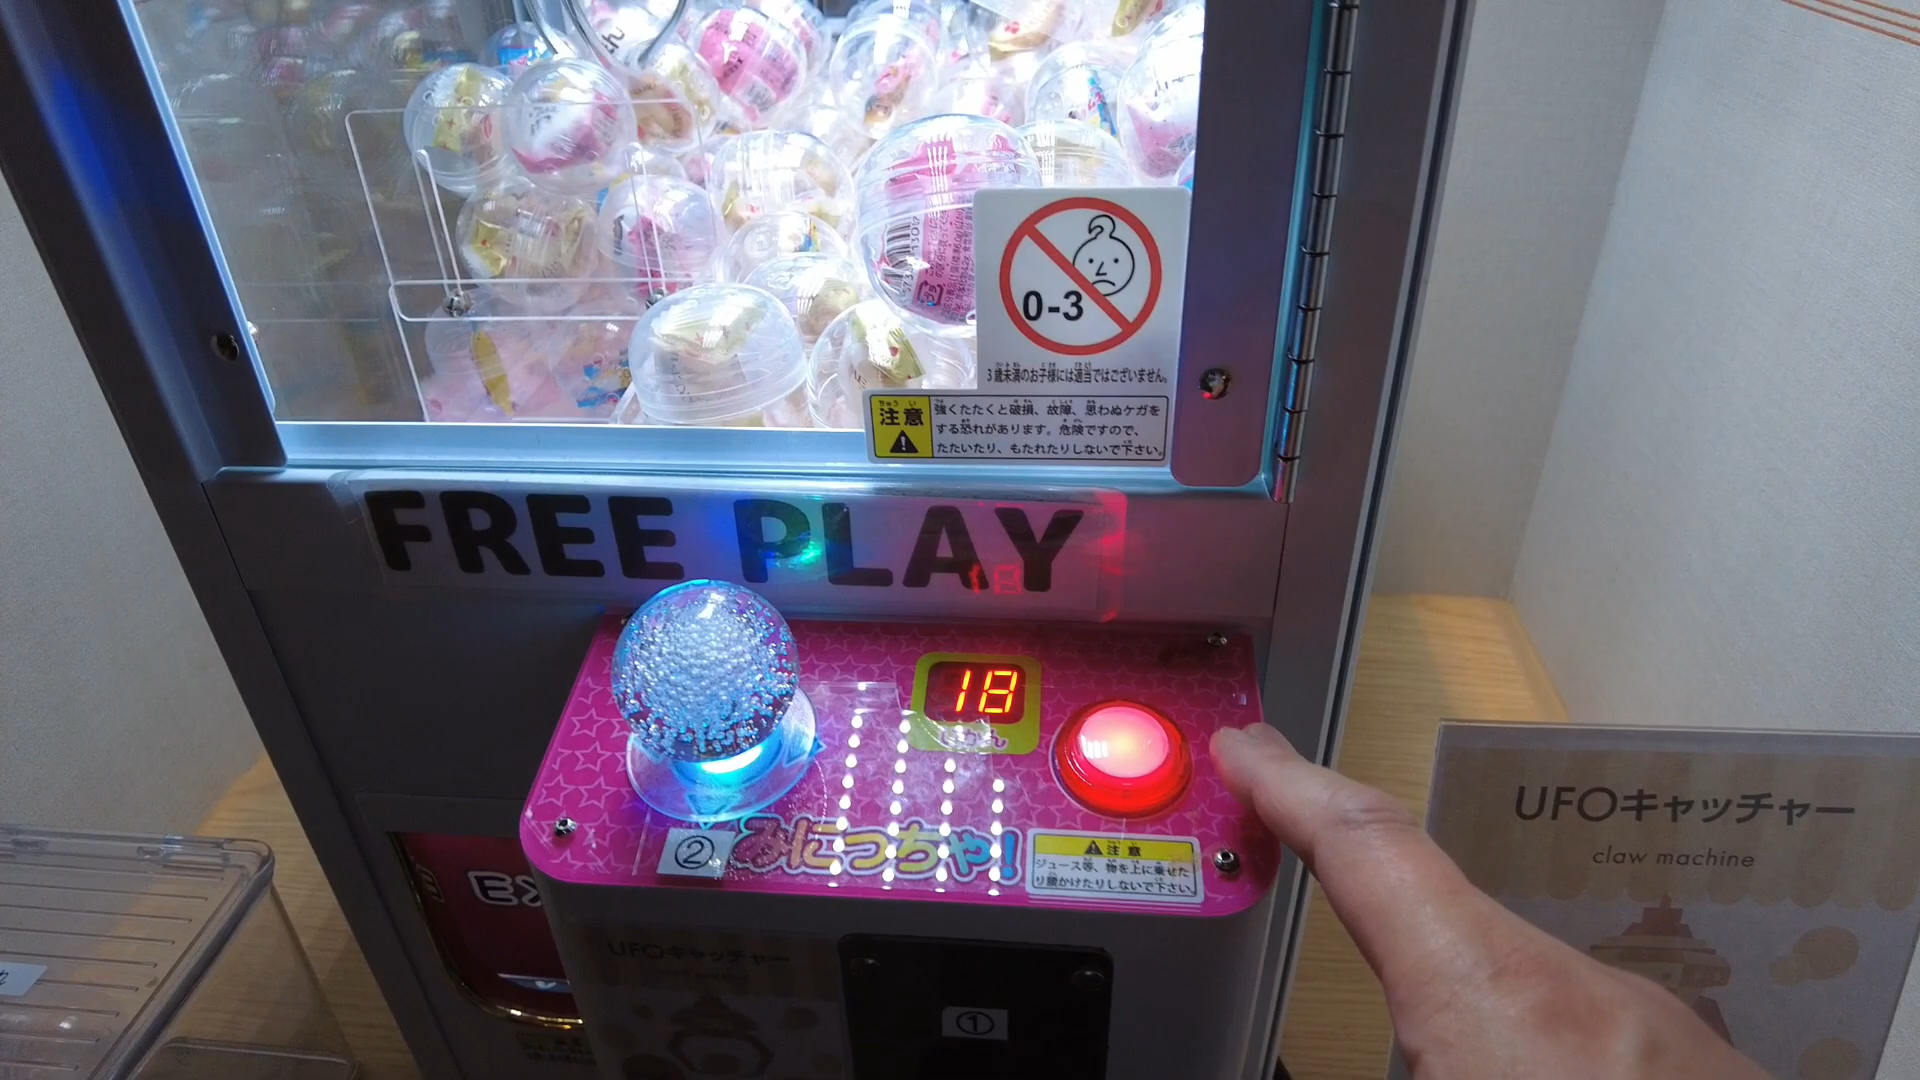 0-3
3歳未満のお子様には適当ではございません。
注意
強くたたくと破損、故障、思わぬケガを
する恐れがあります。危険ですので、
たたいたり、もたれたりしないで下さい。
FREE PLAY
18
じかん
②
みにっちゃ!
注意
ジュース等、物を上に乗せた
り腰かけたりしないで下さい。
UFOキャッチャー
claw machine
UFOキャッチャー
①